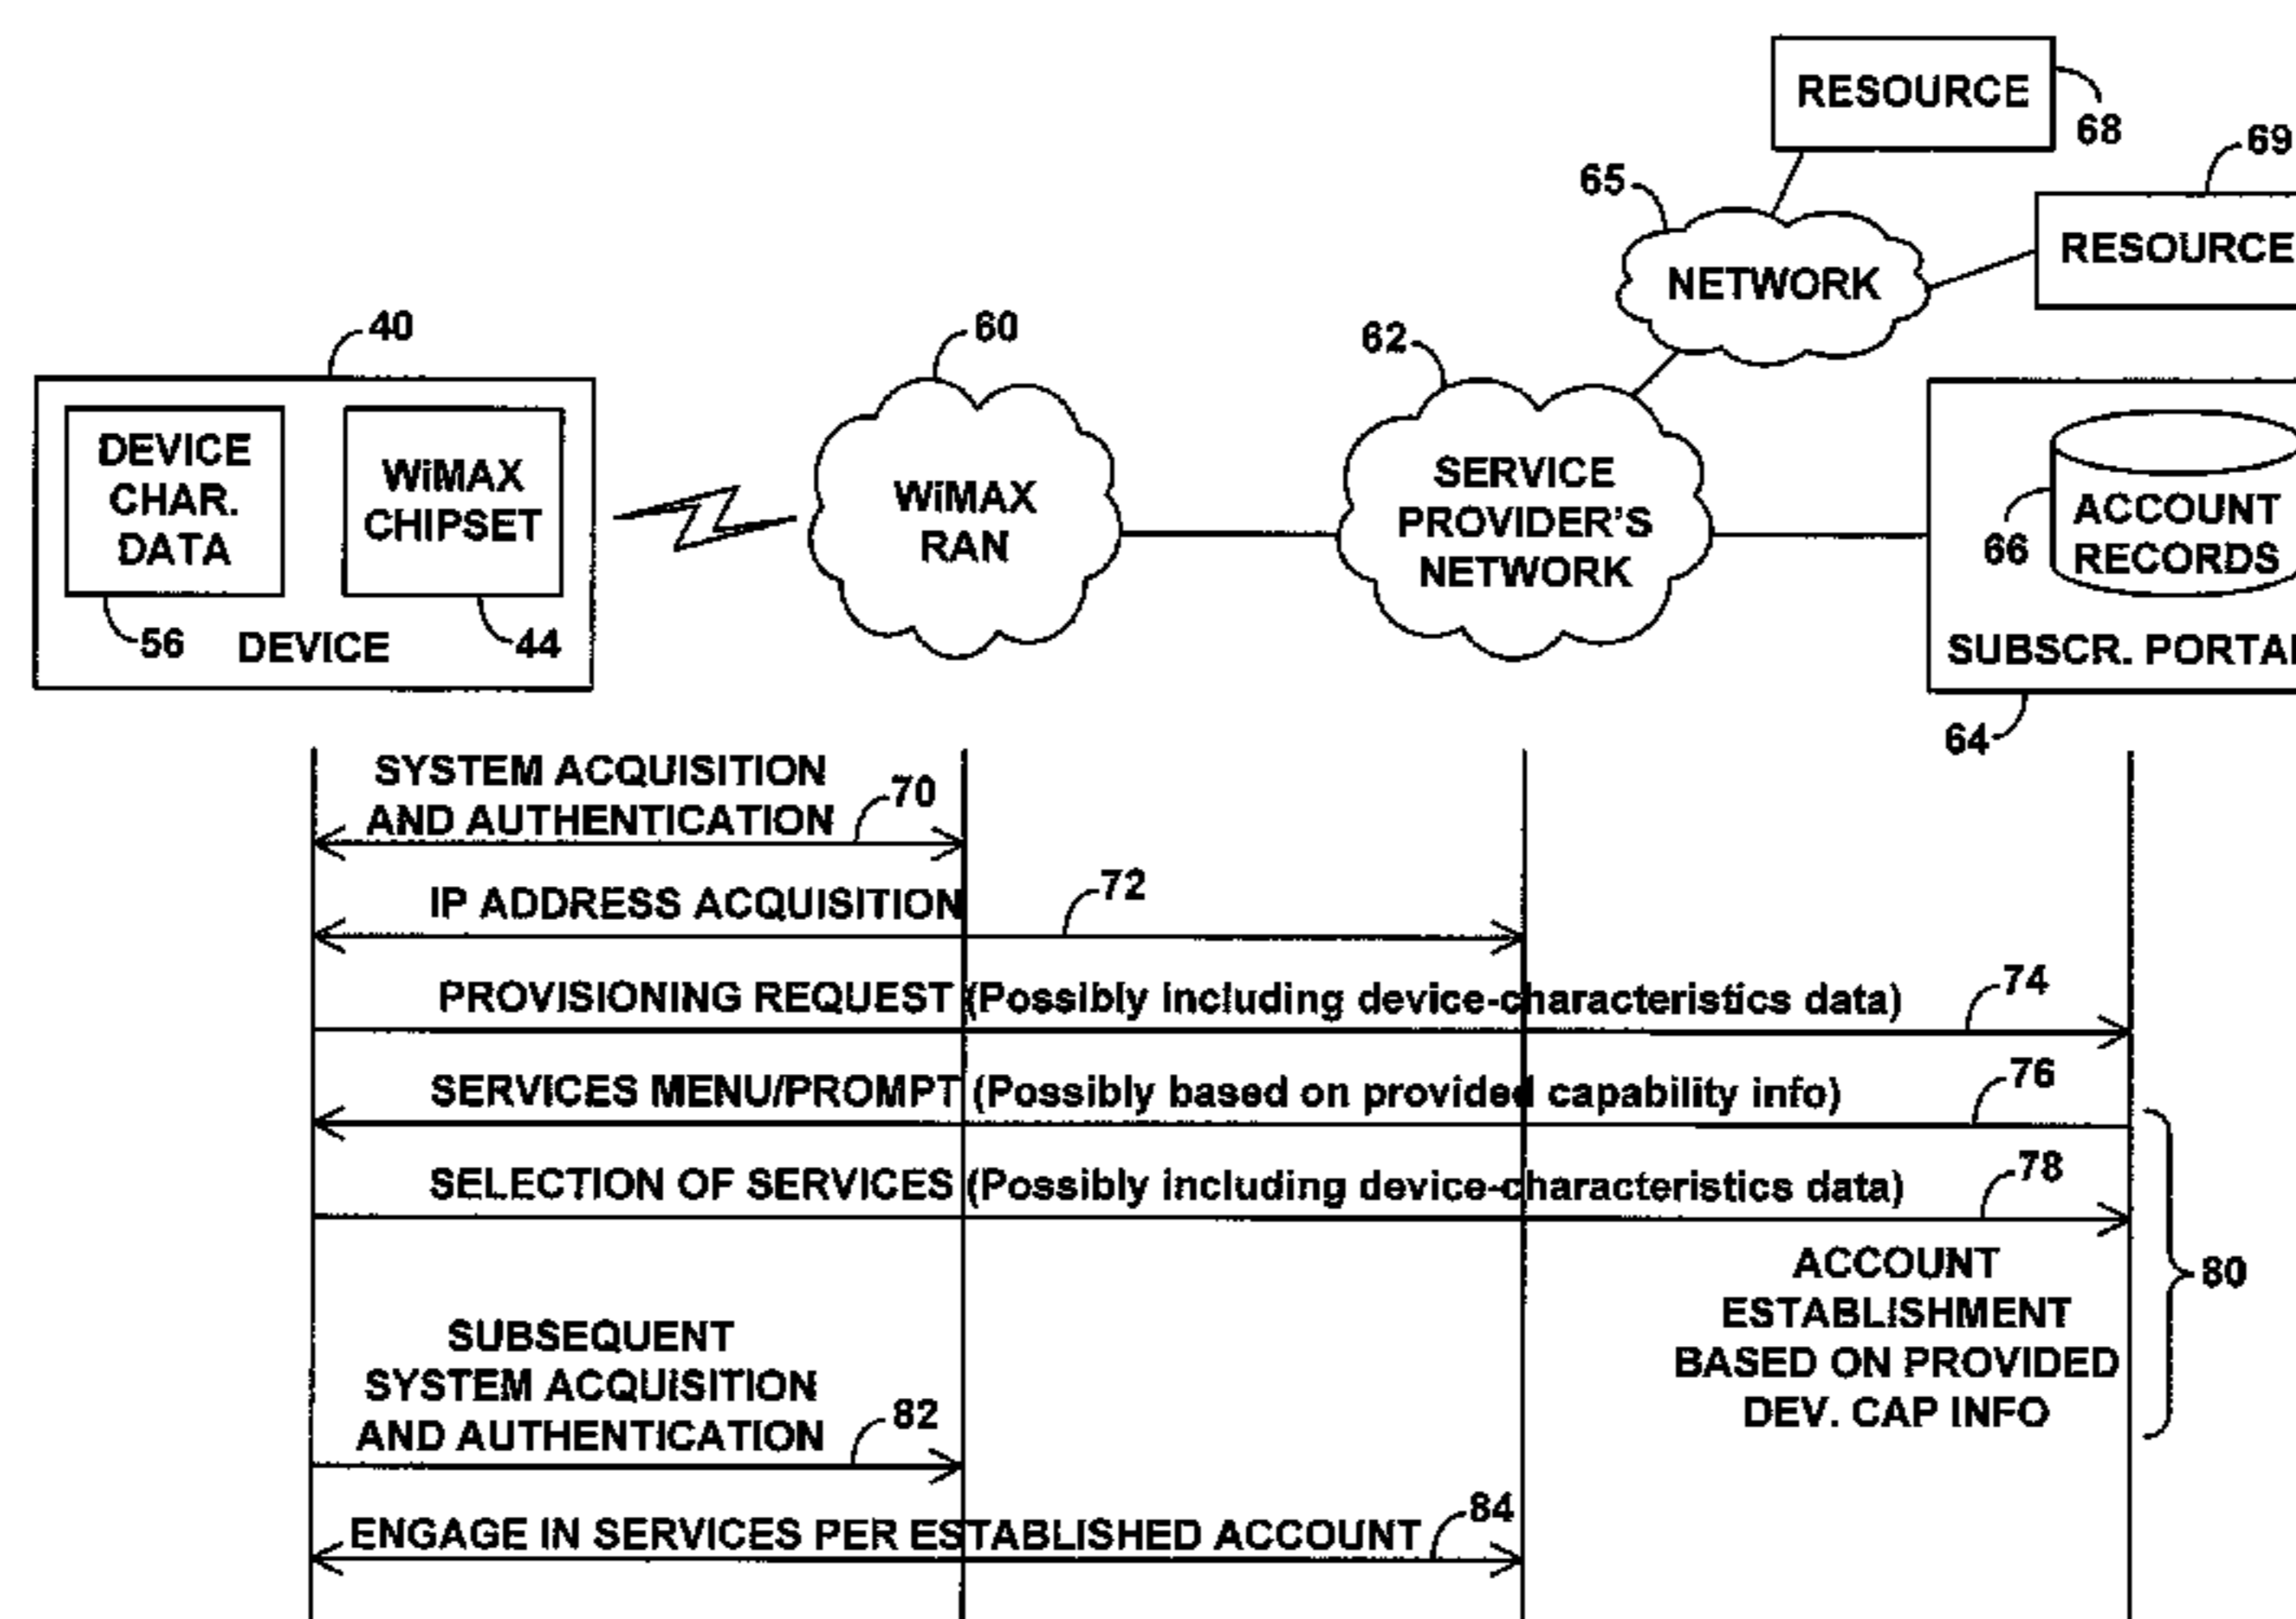 RESOURCE
68
69
65
RESOURCE
NETWORK
40
60
62
DEVICE
CHAR.
DATA
WiMAX
CHIPSET
WiMAX
RAN
SERVICE
PROVIDER'S
NETWORK
66
ACCOUNT
RECORDS
56
DEVICE
44
SUBSCR. PORTAL
64
SYSTEM ACQUISITION
AND AUTHENTICATION
70
IP ADDRESS ACQUISITION
72
PROVISIONING REQUEST (Possibly including device-characteristics data)
74
SERVICES MENU/PROMPT (Possibly based on provided capability info)
76
SELECTION OF SERVICES (Possibly including device-characteristics data)
78
ACCOUNT
ESTABLISHMENT
BASED ON PROVIDED
DEV. CAP INFO
80
SUBSEQUENT
SYSTEM ACQUISITION
AND AUTHENTICATION
82
ENGAGE IN SERVICES PER ESTABLISHED ACCOUNT
84